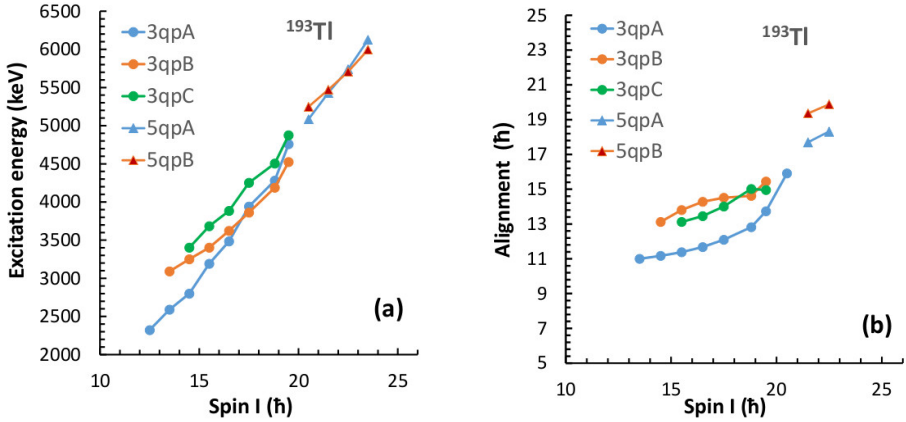 (a)
¹⁹³Tl
3qpA
3qpB
3qpC
5qpA
5qpB
Excitation energy (keV)
6500
6000
5500
5000
4500
4000
3500
3000
2500
2000
10 15 20 25
Spin I (ħ)
(a)
¹⁹³Tl
3qpA
3qpB
3qpC
5qpA
5qpB
Alignment (ħ)
25
23
21
19
17
15
13
11
9
7
5
10 15 20 25
Spin I (ħ)
(b)